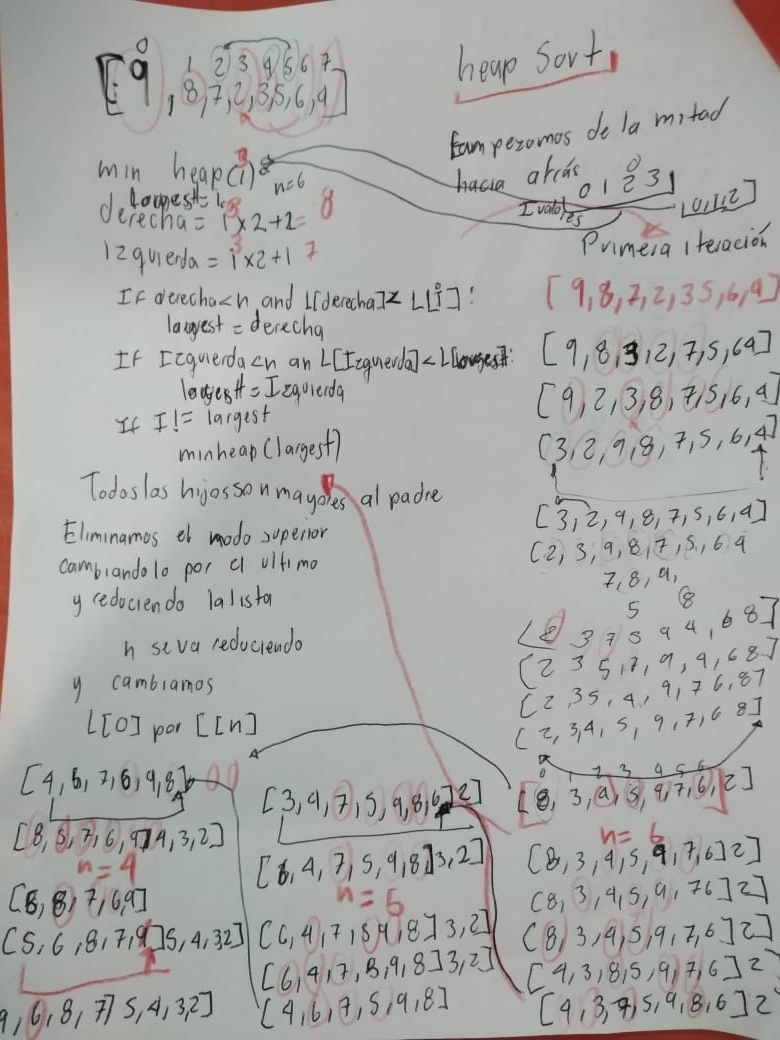 0 1 2 3 4 5 6 7
[9, 8,7,2,3,5,6,4]
min heap(i) 3
n=6
largest = i 3
derecha = i x2+2= 8
Izquierda = i x2+1 7
If derecha<n and L[derecha]< L[i]:
largest = derecha
If Izquierda<n an L[Izquierda]<L[largest]:
largest = Izquierda
If I!= largest
minheap(largest)
Todos los hijos son mayores al padre
Eliminamos el modo superior
cambiandolo por el ultimo
y reduciendo la lista
n se va reduciendo
y cambiamos
L[0] por L[n]
heap Sort
Eampezamos de la mitad
hacia atrás
0 1 2 3]
I valores
[0,1,2]
Primera iteración
[9,8,7,2,3 5,6,4]
[9,8,3,2,7,5,6 4]
[9,2,3,8,7,5,6,4]
[3,2,9,8,7,5,6,4]
[3,2,9,8,7,5,6,4]
[2,3,9,8,7,5,6 4
7,8,9,
5 8
3 7 5 9 4, 6 8]
[2 3 5,7,9,4,6 8]
[2,3 5,4,9,7 6,8]
[2,3,4,5,9,7,6 8]
0 1 2 3 4 5 6
[8,3,4,5,9,7,6],2]
n= 6
[8,3,4,5,9,7,6]2]
[8,3,4,5,9,7 6]2]
[8,3,4,5,9,7,6]2]
[4,3,8,5,9,7,6]2
[4,3,7,5,9,8,6]2
[3,4,7,5,9,8,6]2]
[6,4,7,5,9,8]3,2]
n=5
[6,4,7,5,9,8]3,2]
[6,4,7,5,9,8]3,2]
[4,6,7,5,9,8]
[4,5,7,6,9,8]
[8,5,7,6,9]4,3,2]
n=4
[5,8,7,6,9]
[5,6,8,7,9]5,4,3 2]
9,6,8,7]5,4,3,2]